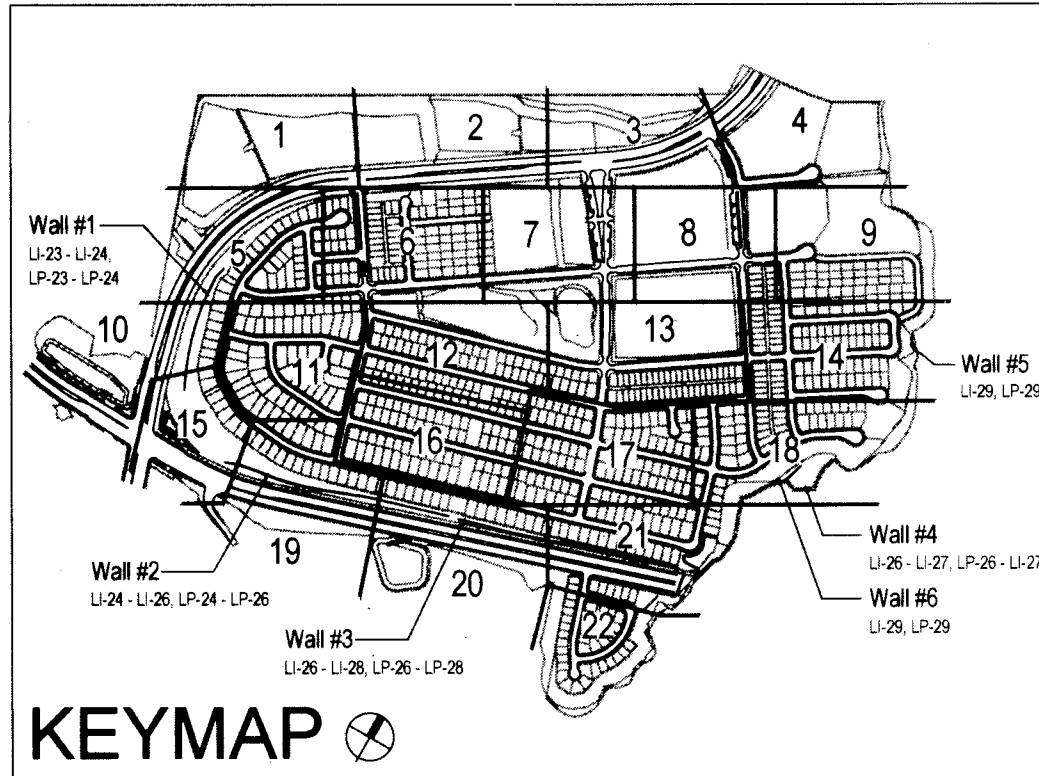 1
2
3
4
Wall #1
LI-23 - LI-24,
LP-23 - LP-24
5
6
7
8
9
10
11
12
13
14
Wall #5
LI-29, LP-29
15
16
17
18
Wall #4
LI-26 - LI-27, LP-26 - LI-27
Wall #6
LI-29, LP-29
19
20
21
22
Wall #2
LI-24 - LI-26, LP-24 - LP-26
Wall #3
LI-26 - LI-28, LP-26 - LP-28
KEYMAP